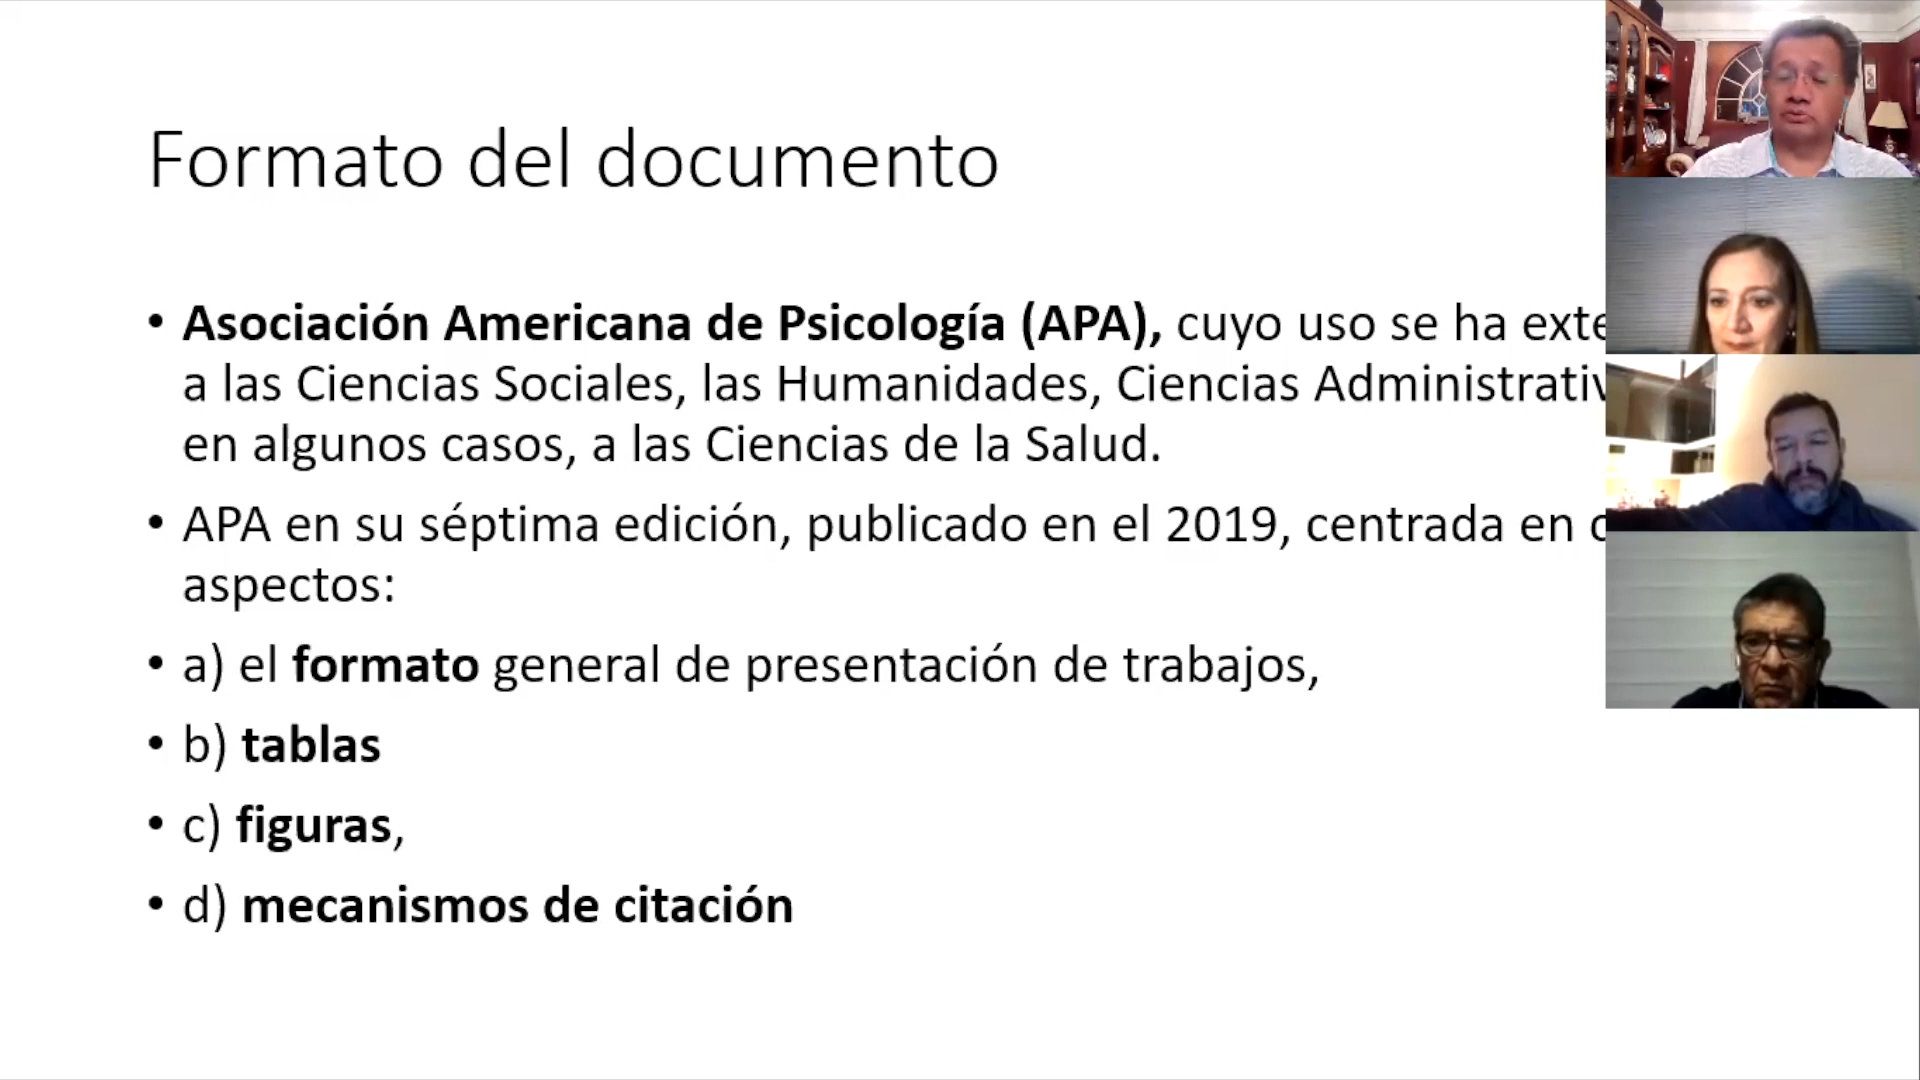 Formato del documento
• Asociación Americana de Psicología (APA), cuyo uso se ha
a las Ciencias Sociales, las Humanidades, Ciencias
en algunos casos, a las Ciencias de la Salud.
• APA en su séptima edición, publicado en el 2019, centrada en
aspectos:
• a) el formato general de presentación de trabajos,
• b) tablas
• c) figuras,
• d) mecanismos de citación